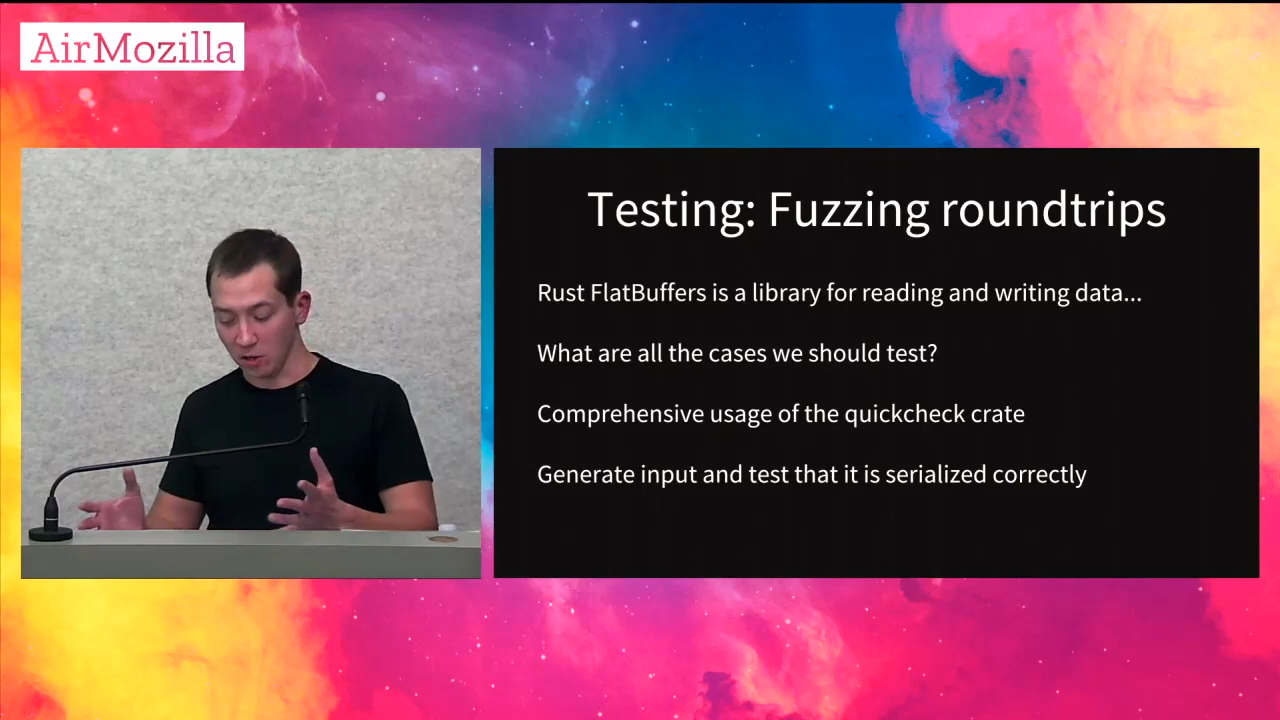 AirMozilla
Testing: Fuzzing roundtrips
Rust FlatBuffers is a library for reading and writing data...
What are all the cases we should test?
Comprehensive usage of the quickcheck crate
Generate input and test that it is serialized correctly